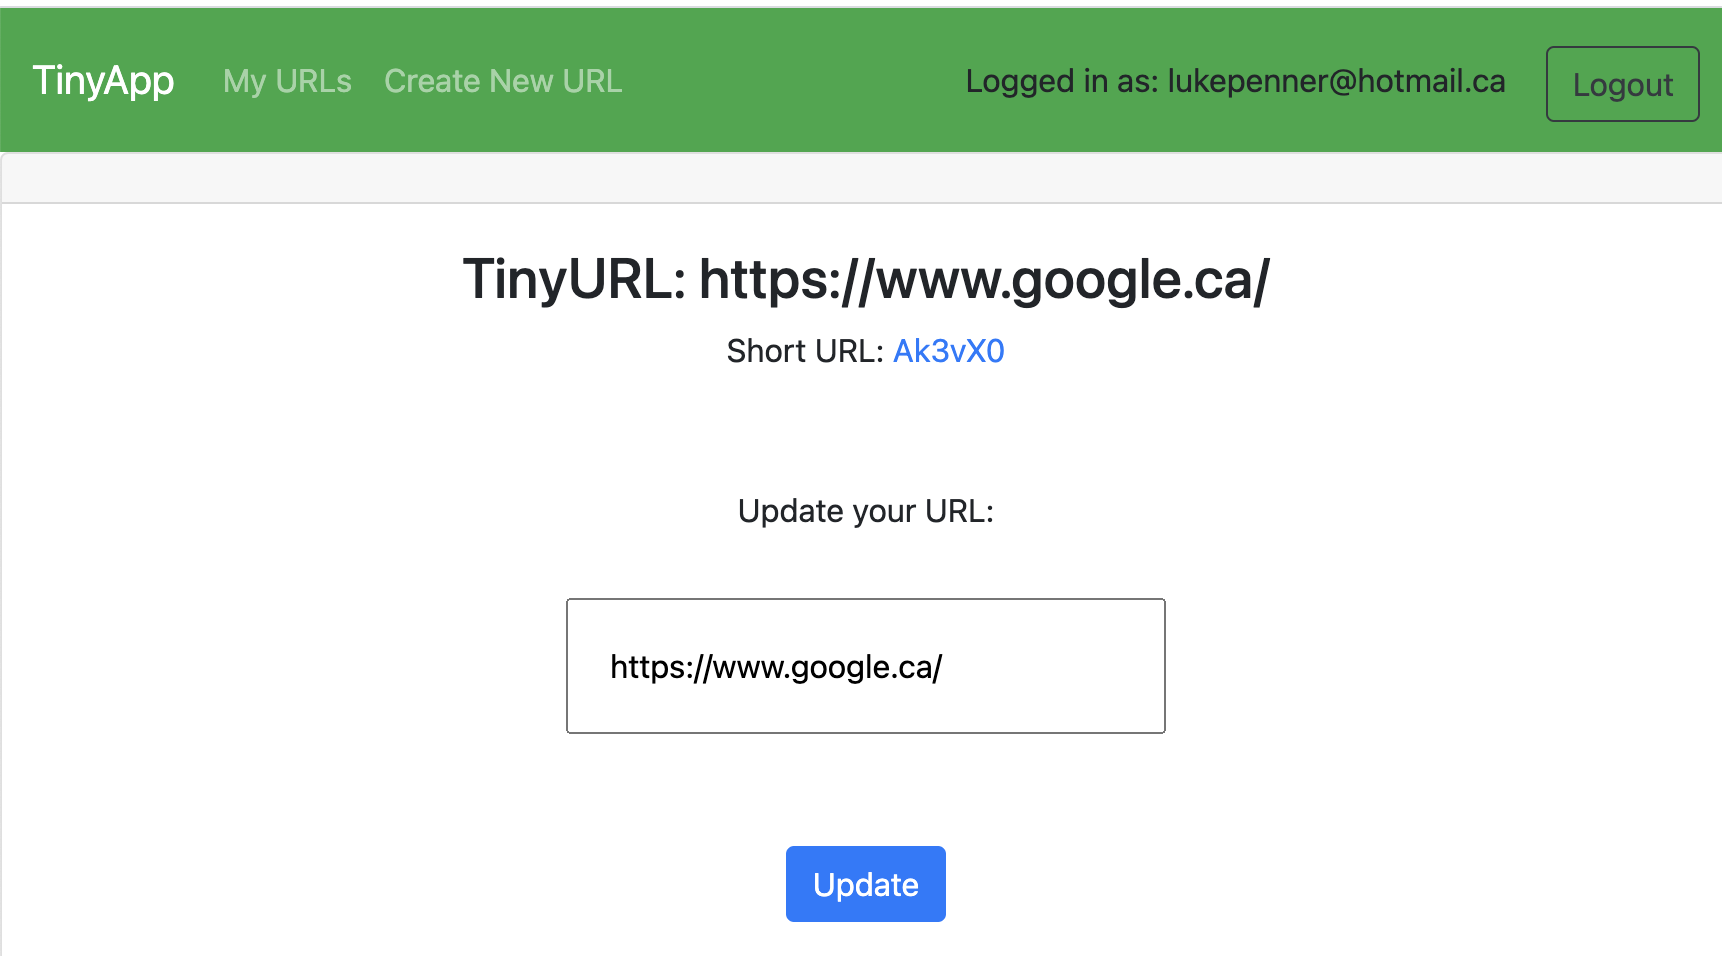 TinyApp My URLs Create New URL Logged in as: lukepenner@hotmail.ca Logout
TinyURL: https://www.google.ca/
Short URL: Ak3vX0
Update your URL:
https://www.google.ca/
Update